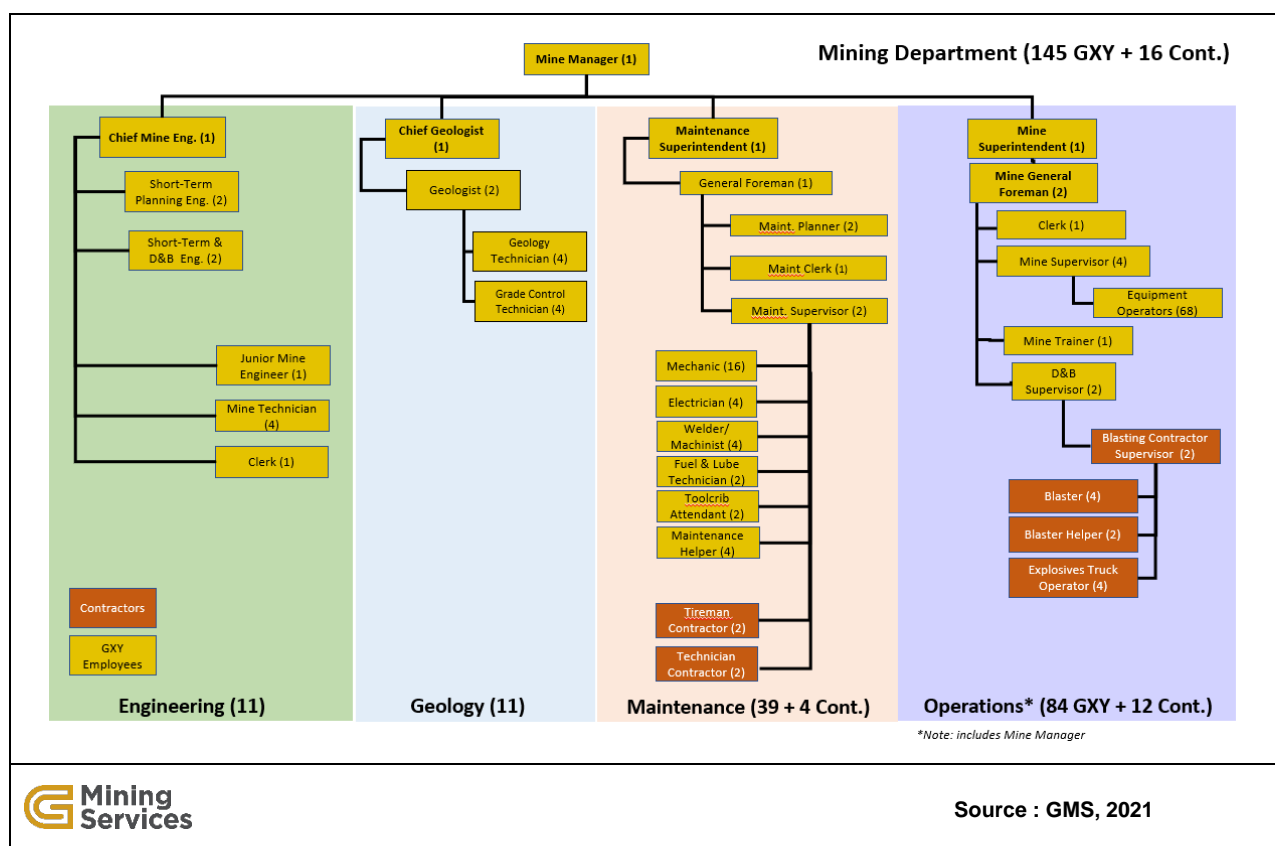 Mining Department (145 GXY + 16 Cont.)
Mine Manager (1)
Chief Mine Eng. (1)
Short-Term
Planning Eng. (2)
Short-Term &
D&B Eng. (2)
Junior Mine
Engineer (1)
Mine Technician
(4)
Clerk (1)
Contractors
GXY
Employees
Engineering (11)
Chief Geologist
(1)
Geologist (2)
Geology
Technician (4)
Grade Control
Technician (4)
Geology (11)
Maintenance
Superintendent (1)
General Foreman (1)
Maint. Planner (2)
Maint Clerk (1)
Maint. Supervisor (2)
Mechanic (16)
Electrician (4)
Welder/
Machinist (4)
Fuel & Lube
Technician (2)
Toolcrib
Attendant (2)
Maintenance
Helper (4)
Tireman
Contractor (2)
Technician
Contractor (2)
Maintenance (39 + 4 Cont.)
Mine
Superintendent (1)
Mine General
Foreman (2)
Clerk (1)
Mine Supervisor (4)
Equipment
Operators (68)
Mine Trainer (1)
D&B
Supervisor (2)
Blasting Contractor
Supervisor (2)
Blaster (4)
Blaster Helper (2)
Explosives Truck
Operator (4)
Operations* (84 GXY + 12 Cont.)
*Note: includes Mine Manager
Mining
Services
Source : GMS, 2021